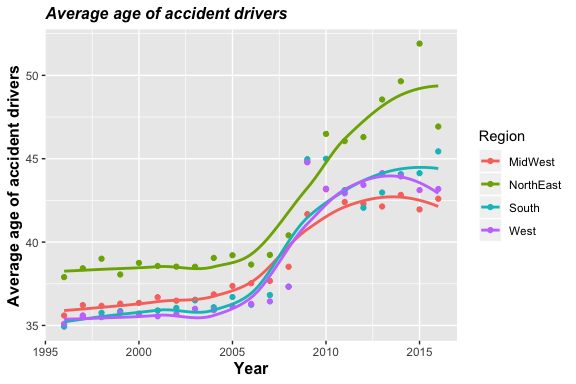 Average age of accident drivers
Average age of accident drivers
50
45
40
35
1995
2000
2005
2010
2015
Year
Region
MidWest
NorthEast
South
West